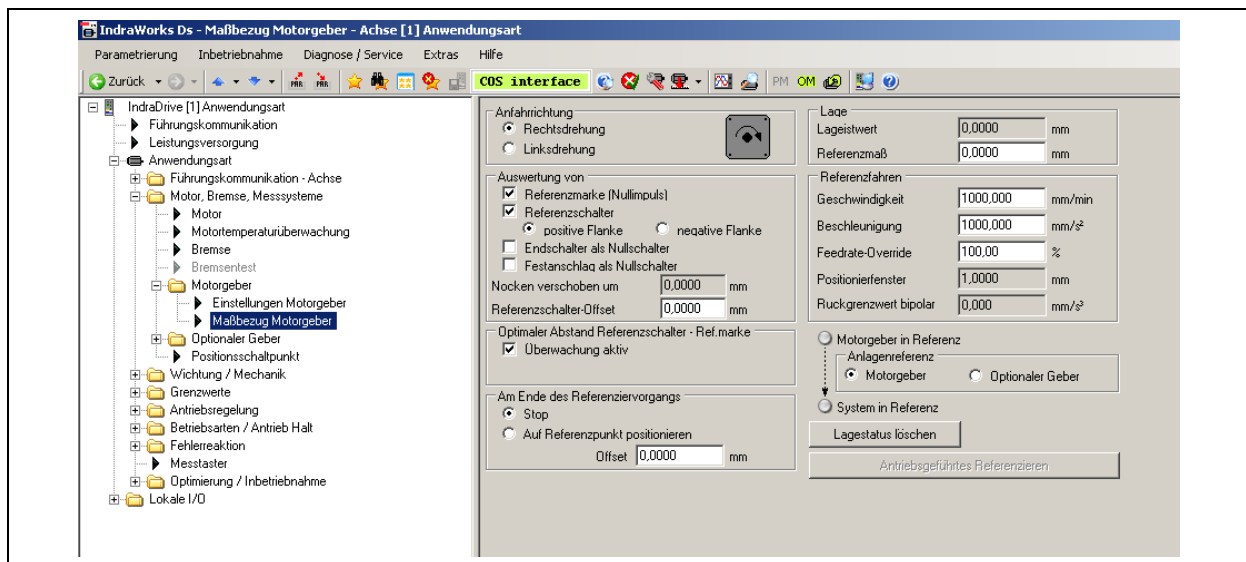 IndraWorks Ds - Maßbezug Motorgeber - Achse [1] Anwendungsart
Parametrierung Inbetriebnahme Diagnose / Service Extras Hilfe
Zurück PAR PAR COS interface PM OM
IndraDrive [1] Anwendungsart
Führungskommunikation
Leistungsversorgung
Anwendungsart
Führungskommunikation - Achse
Motor, Bremse, Messsysteme
Motor
Motortemperaturüberwachung
Bremse
Bremsentest
Motorgeber
Einstellungen Motorgeber
Maßbezug Motorgeber
Optionaler Geber
Positionsschaltpunkt
Wichtung / Mechanik
Grenzwerte
Antriebsregelung
Betriebsarten / Antrieb Halt
Fehlerreaktion
Messtaster
Optimierung / Inbetriebnahme
Lokale I/O
Anfahrrichtung
Rechtsdrehung
Linksdrehung
Auswertung von
Referenzmarke (Nullimpuls)
Referenzschalter
positive Flanke negative Flanke
Endschalter als Nullschalter
Festanschlag als Nullschalter
Nocken verschoben um 0,0000 mm
Referenzschalter-Offset 0,0000 mm
Optimaler Abstand Referenzschalter - Ref.marke
Überwachung aktiv
Am Ende des Referenziervorgangs
Stop
Auf Referenzpunkt positionieren
Offset 0,0000 mm
Lage
Lageistwert 0,0000 mm
Referenzmaß 0,0000 mm
Referenzfahren
Geschwindigkeit 1000,000 mm/min
Beschleunigung 1000,000 mm/s²
Feedrate-Override 100,00 %
Positionierfenster 1,0000 mm
Ruckgrenzwert bipolar 0,000 mm/s³
Motorgeber in Referenz
Anlagenreferenz
Motorgeber Optionaler Geber
System in Referenz
Lagestatus löschen
Antriebsgeführtes Referenzieren